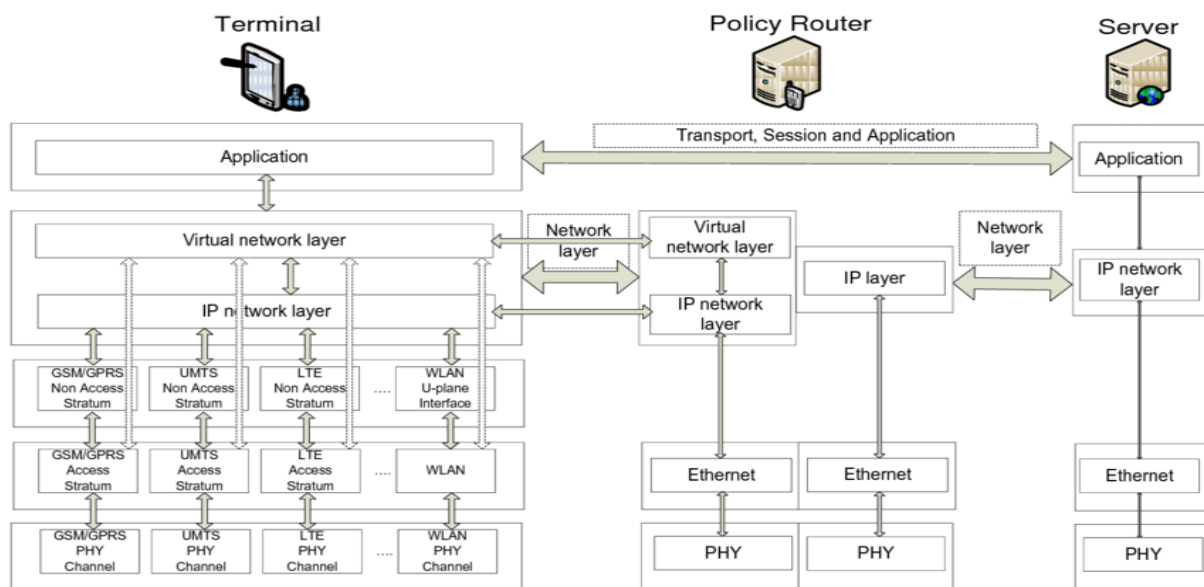 Terminal
Policy Router
Server
Transport, Session and Application
Application
Application
Virtual network layer
Network
layer
Virtual
network layer
Network
layer
IP network layer
IP network
layer
IP layer
IP network
layer
GSM/GPRS
Non Access
Stratum
UMTS
Non Access
Stratum
LTE
Non Access
Stratum
....
WLAN
U-plane
Interface
GSM/GPRS
Access
Stratum
UMTS
Access
Stratum
LTE
Access
Stratum
....
WLAN
Ethernet
Ethernet
Ethernet
GSM/GPRS
PHY
Channel
UMTS
PHY
Channel
LTE
PHY
Channel
....
WLAN PHY
Channel
PHY
PHY
PHY